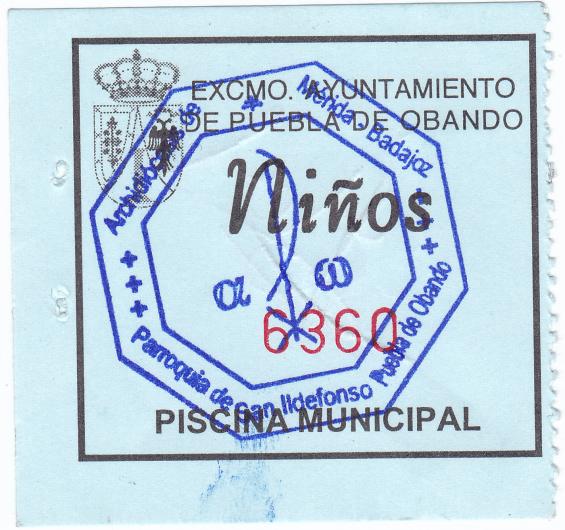 EXCMO. AYUNTAMIENTO
DE PUEBLA DE OBANDO
Niños
6360
PISCINA MUNICIPAL
Archidiócesis de
Mérida Badajoz
α ω
Parroquia de San Ildefonso
Puebla de Obando